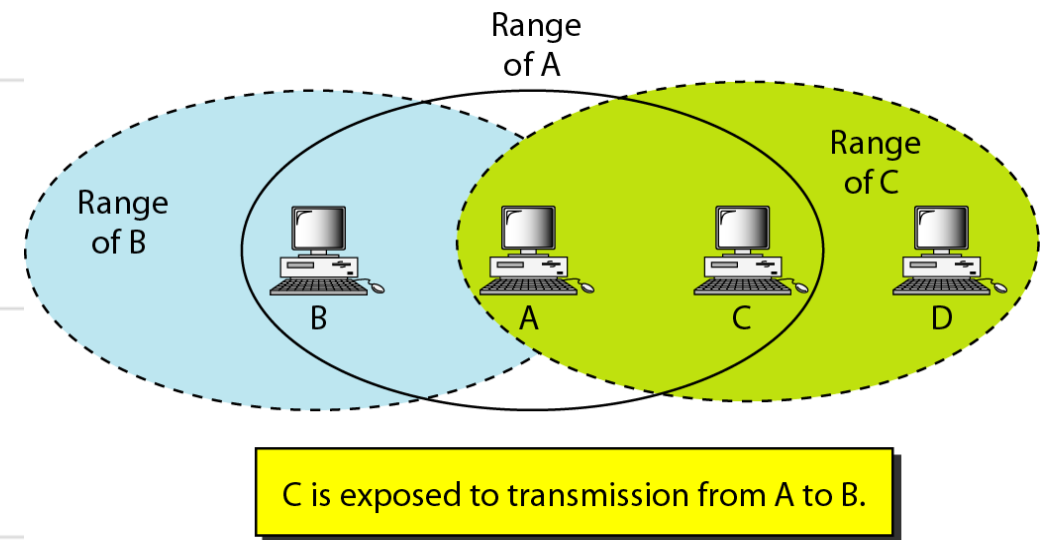 Range
of A
Range
of B
Range
of C
B
A
C
D
C is exposed to transmission from A to B.